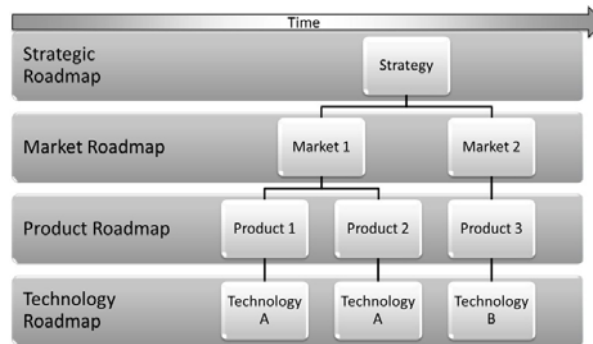 Time
Strategic
Roadmap
Strategy
Market Roadmap
Market 1
Market 2
Product Roadmap
Product 1
Product 2
Product 3
Technology
Roadmap
Technology
A
Technology
A
Technology
B